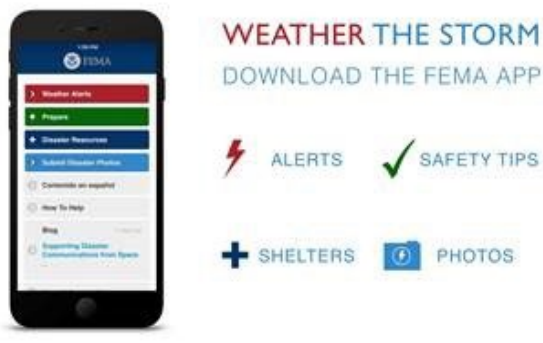 FEMA
Weather Alerts
Prepare
Disaster Resources
Submit Disaster Photos
Contenido en español
How To Help
Blog
Supporting Disaster
Communications from Space
WEATHER THE STORM
DOWNLOAD THE FEMA APP
ALERTS
SAFETY TIPS
SHELTERS
PHOTOS